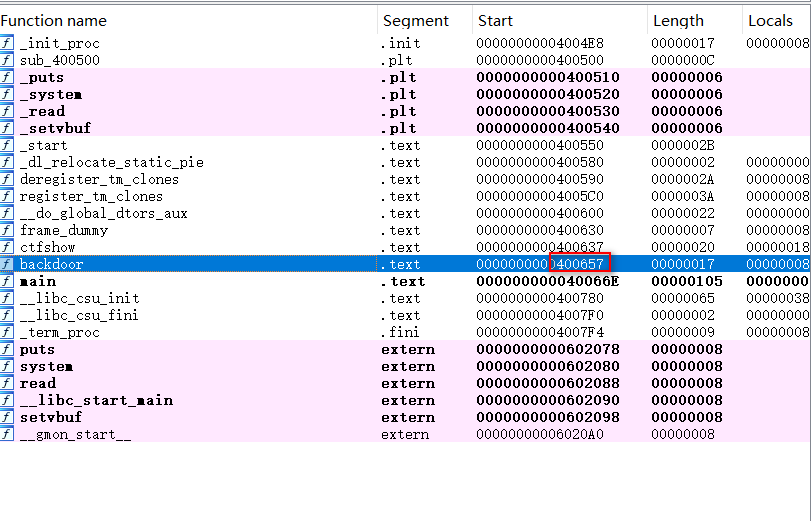 Function name Segment Start Length Locals
f _init_proc .init 00000000004004E8 00000017 00000008
f sub_400500 .plt 0000000000400500 0000000C
f _puts .plt 0000000000400510 00000006
f _system .plt 0000000000400520 00000006
f _read .plt 0000000000400530 00000006
f _setvbuf .plt 0000000000400540 00000006
f _start .text 0000000000400550 0000002B
f _dl_relocate_static_pie .text 0000000000400580 00000002 00000000
f deregister_tm_clones .text 0000000000400590 0000002A 00000008
f register_tm_clones .text 00000000004005C0 0000003A 00000008
f __do_global_dtors_aux .text 0000000000400600 00000022 00000008
f frame_dummy .text 0000000000400630 00000007 00000008
f ctfshow .text 0000000000400637 00000020 00000018
f backdoor .text 0000000000400657 00000017 00000008
f main .text 000000000040066E 00000105 0000000
f __libc_csu_init .text 0000000000400780 00000065 00000038
f __libc_csu_fini .text 00000000004007F0 00000002 00000000
f _term_proc .fini 00000000004007F4 00000009 00000008
f puts extern 0000000000602078 00000008
f system extern 0000000000602080 00000008
f read extern 0000000000602088 00000008
f __libc_start_main extern 0000000000602090 00000008
f setvbuf extern 0000000000602098 00000008
f __gmon_start__ extern 00000000006020A0 00000008